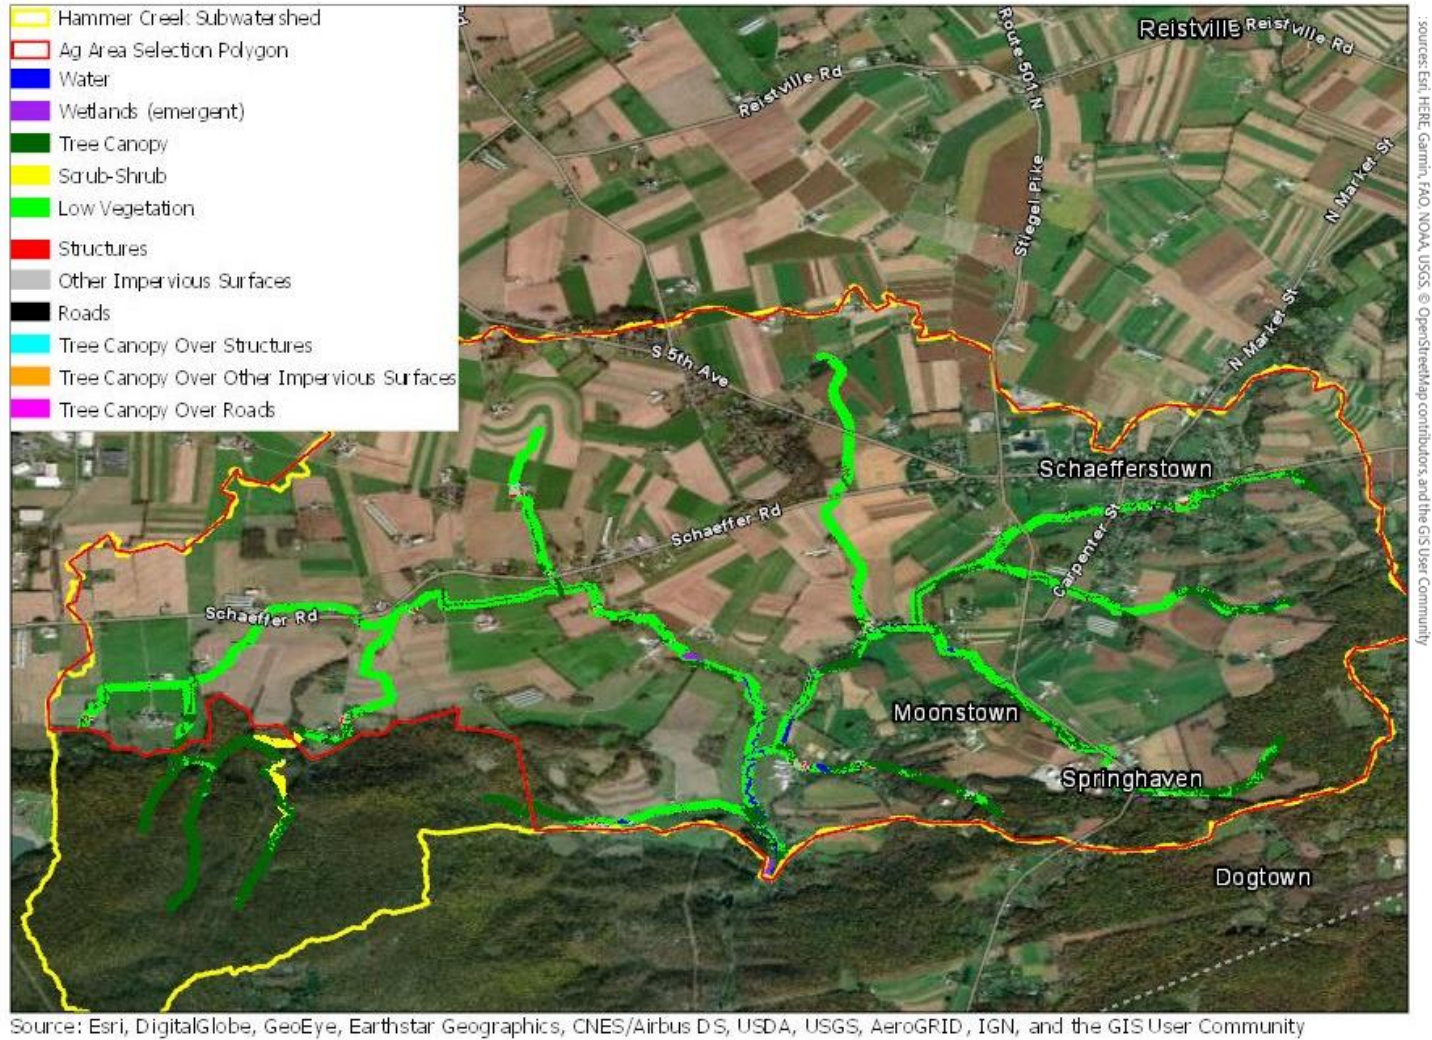 Hammer Creek Subwatershed
Ag Area Selection Polygon
Water
Wetlands (emergent)
Tree Canopy
Scrub-Shrub
Low Vegetation
Structures
Other Impervious Surfaces
Roads
Tree Canopy Over Structures
Tree Canopy Over Other Impervious Surfaces
Tree Canopy Over Roads
Rd
Route 501 N
Reistville
E Reistville Rd
Reistville Rd
Stiegel Pike
N Market St
N Market St
S 5th Ave
Schaefferstown
Schaeffer Rd
Carpenter St
Schaeffer Rd
Moonstown
Springhaven
Dogtown
Source: Esri, DigitalGlobe, GeoEye, Earthstar Geographics, CNES/Airbus DS, USDA, USGS, AeroGRID, IGN, and the GIS User Community
: sources: Esri, HERE, Garmin, FAO, NOAA, USGS, © OpenStreetMap contributors, and the GIS User Community